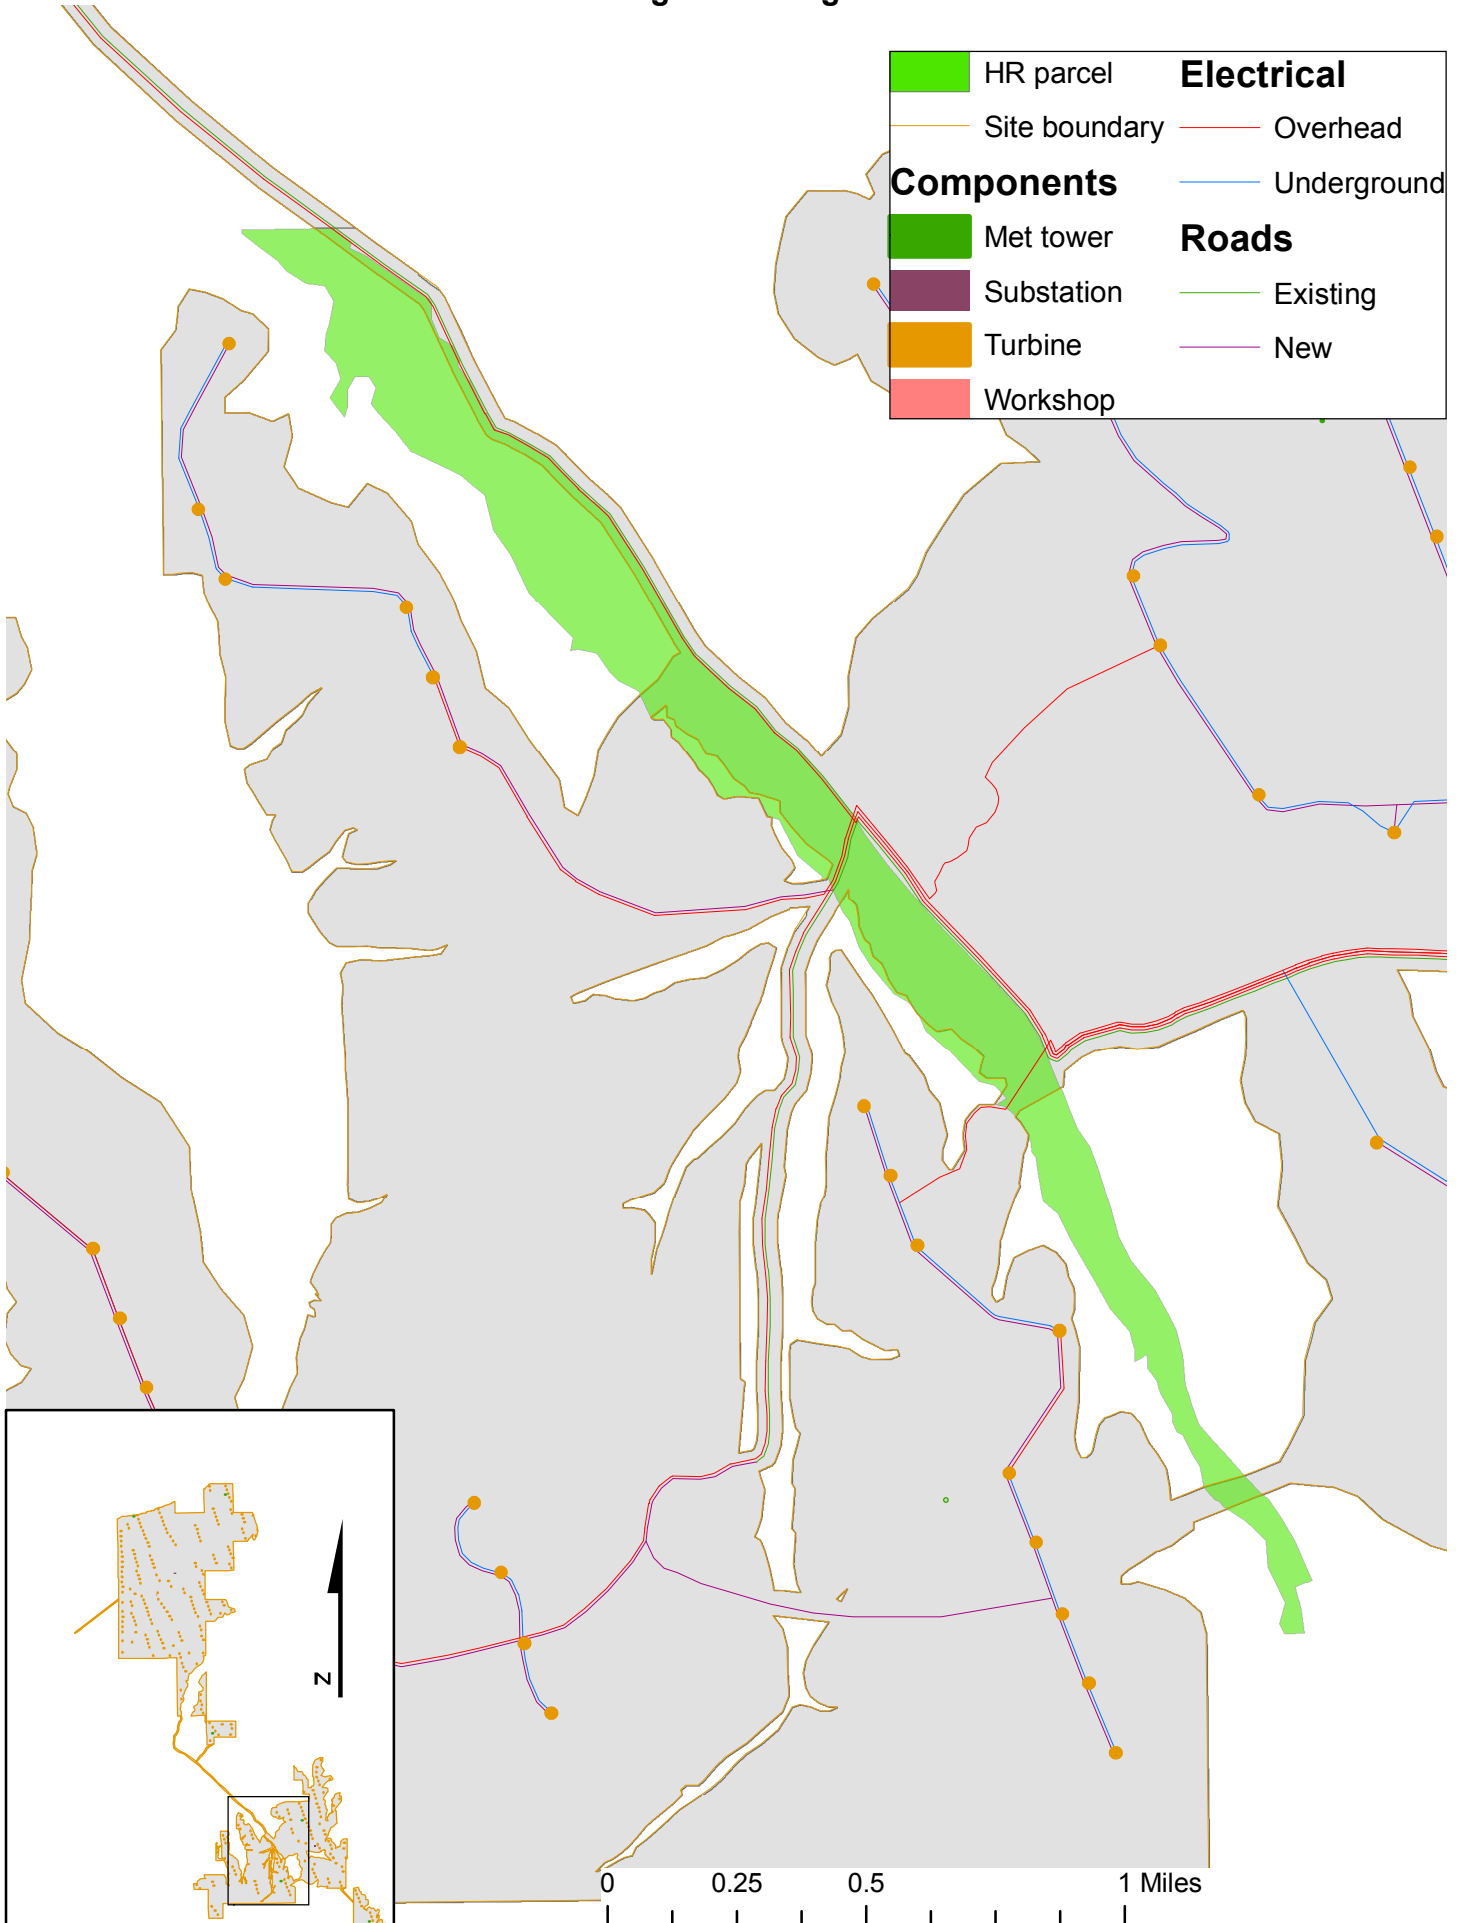 HR parcel
Site boundary
Components
Met tower
Substation
Turbine
Workshop
Electrical
Overhead
Underground
Roads
Existing
New
N
0 0.25 0.5 1 Miles